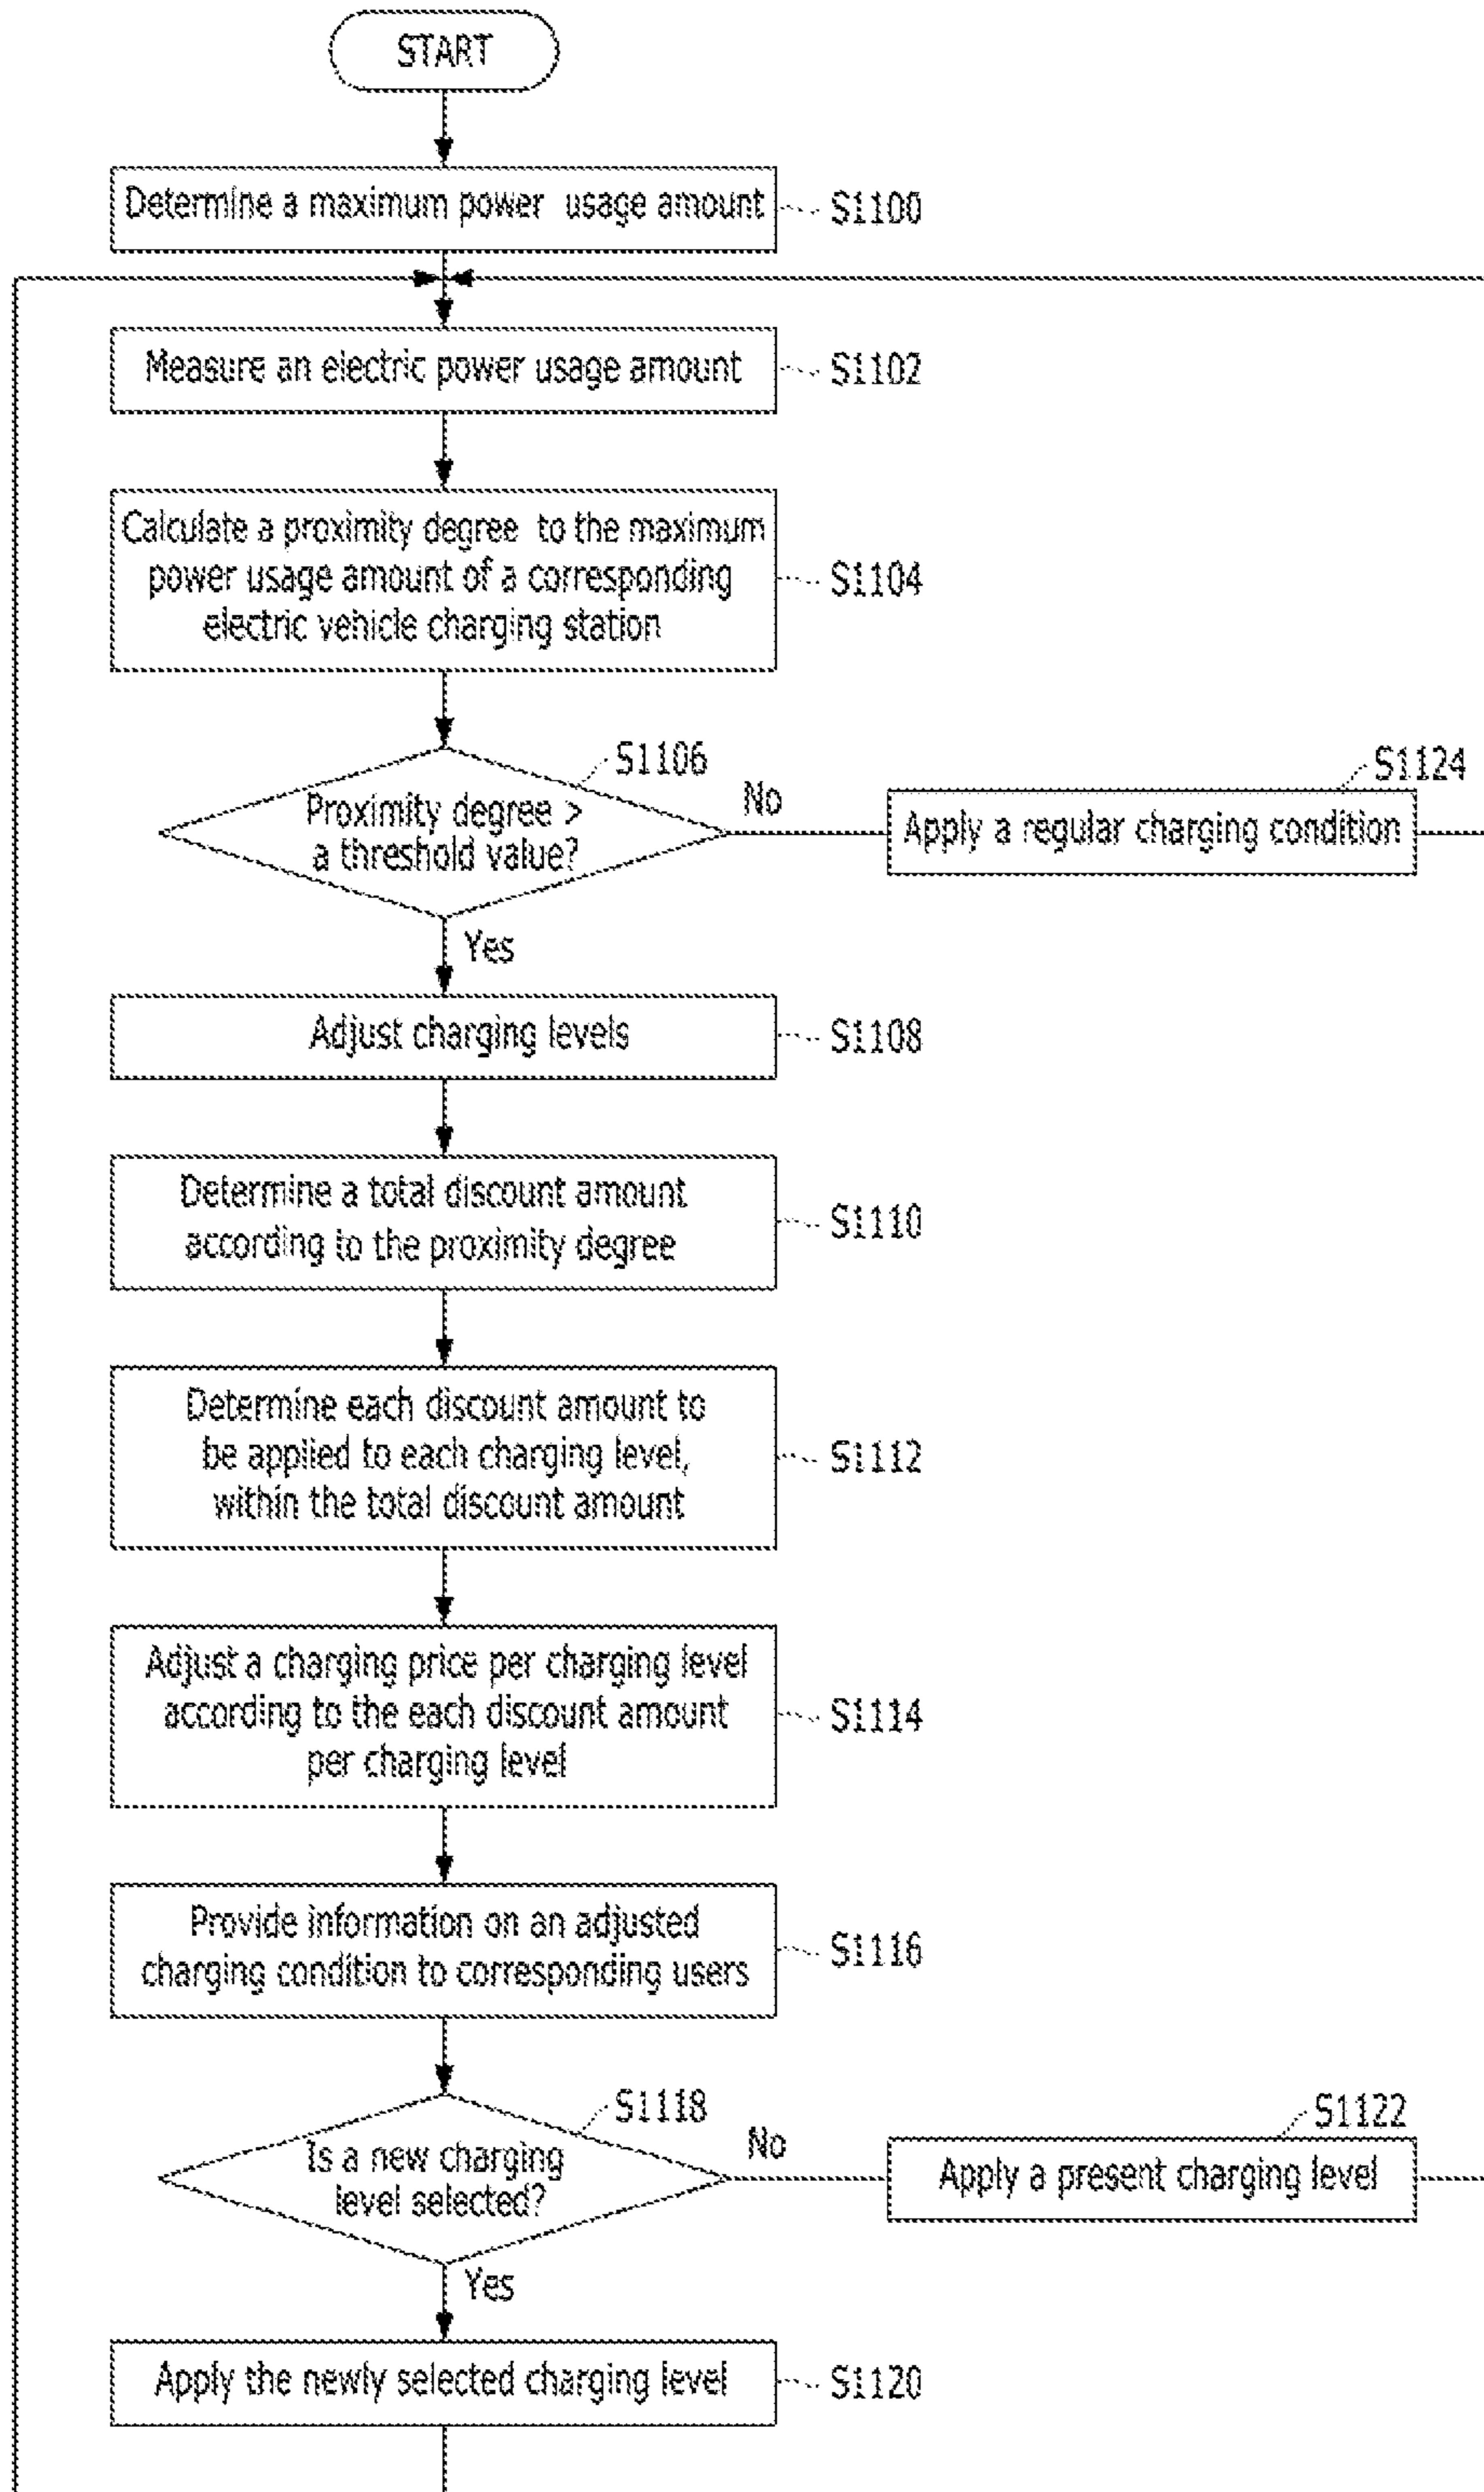 START
Determine a maximum power usage amount
S1100
Measure an electric power usage amount
S1102
Calculate a proximity degree to the maximum
power usage amount of a corresponding
electric vehicle charging station
S1104
S1106
Proximity degree >
a threshold value?
No
S1124
Apply a regular charging condition
Yes
Adjust charging levels
S1108
Determine a total discount amount
according to the proximity degree
S1110
Determine each discount amount to
be applied to each charging level,
within the total discount amount
S1112
Adjust a charging price per charging level
according to the each discount amount
per charging level
S1114
Provide information on an adjusted
charging condition to corresponding users
S1116
S1118
Is a new charging
level selected?
No
S1122
Apply a present charging level
Yes
Apply the newly selected charging level
S1120